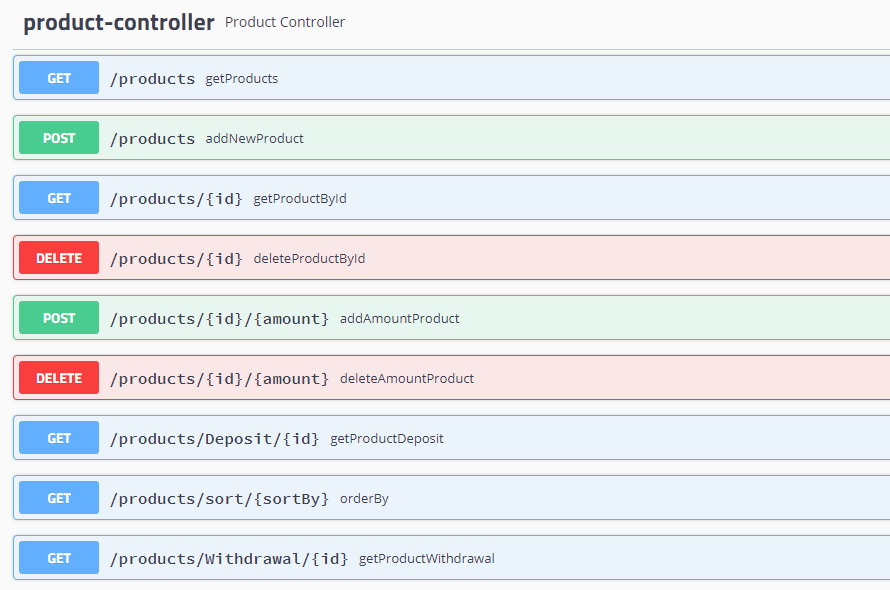 product-controller Product Controller
GET /products getProducts
POST /products addNewProduct
GET /products/{id} getProductById
DELETE /products/{id} deleteProductById
POST /products/{id}/{amount} addAmountProduct
DELETE /products/{id}/{amount} deleteAmountProduct
GET /products/Deposit/{id} getProductDeposit
GET /products/sort/{sortBy} orderBy
GET /products/Withdrawal/{id} getProductWithdrawal